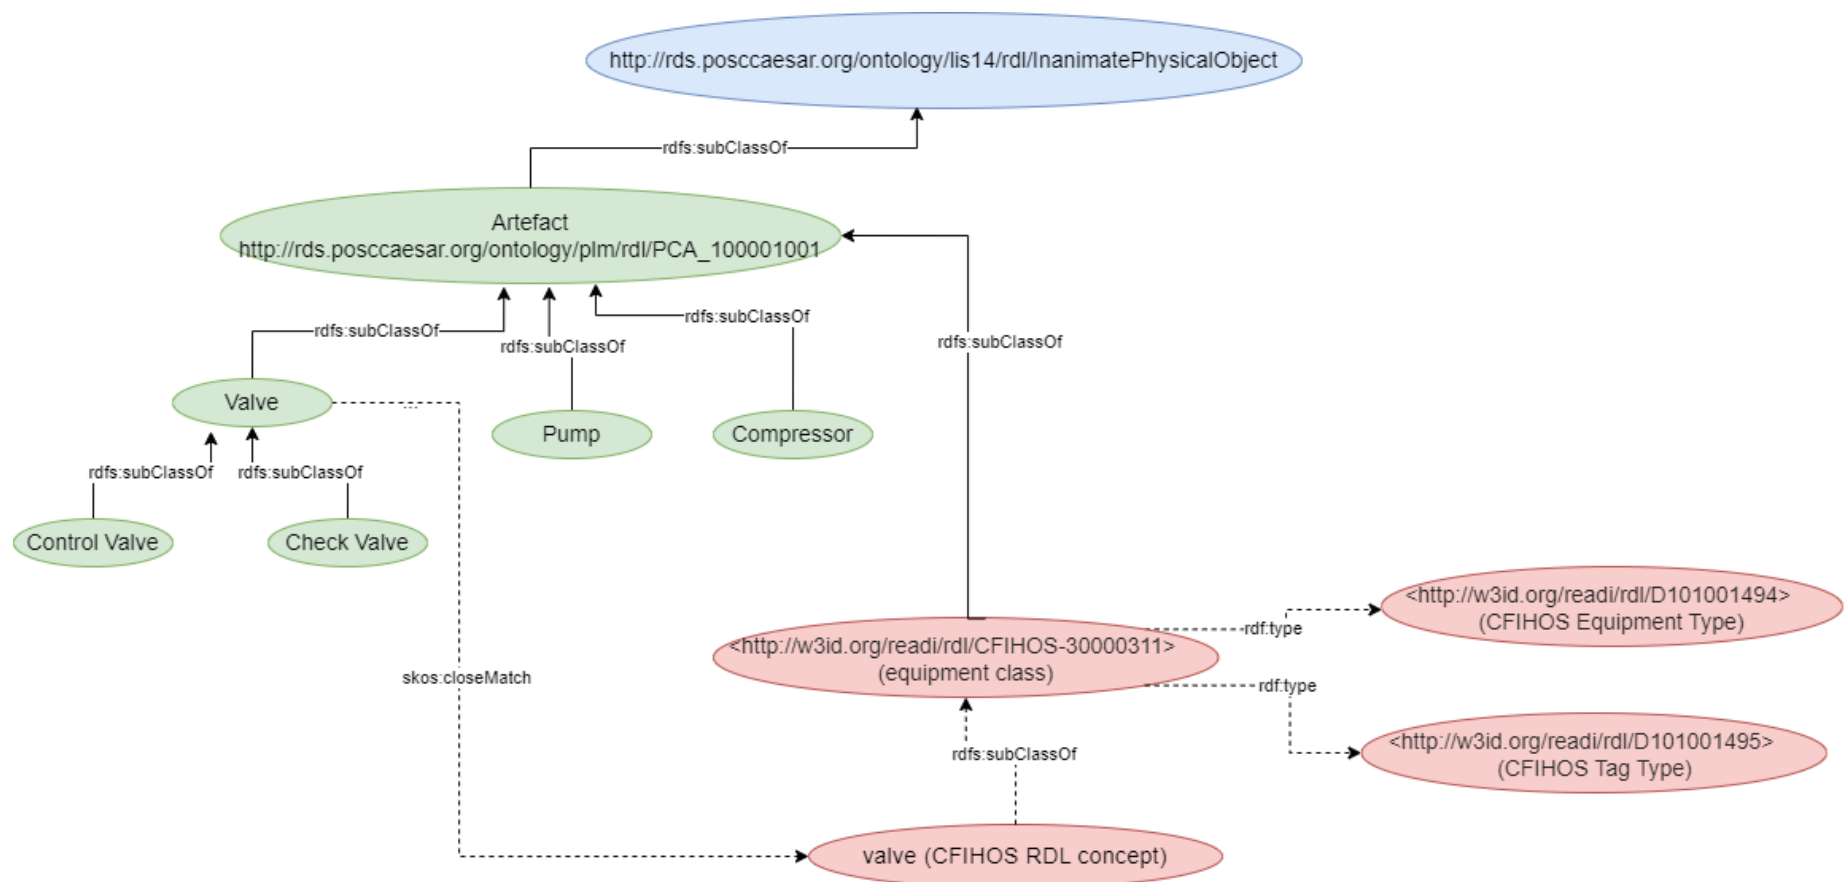 http://rds.posccaesar.org/ontology/lis14/rdl/InanimatePhysicalObject
rdfs:subClassOf
Artefact
http://rds.posccaesar.org/ontology/plm/rdl/PCA_100001001
rdfs:subClassOf
rdfs:subClassOf
rdfs:subClassOf
rdfs:subClassOf
Valve
...
Pump
Compressor
rdfs:subClassOf
rdfs:subClassOf
Control Valve
Check Valve
<http://w3id.org/readi/rdl/D101001494>
(CFIHOS Equipment Type)
rdf:type
<http://w3id.org/readi/rdl/CFIHOS-30000311>
(equipment class)
skos:closeMatch
rdf:type
<http://w3id.org/readi/rdl/D101001495>
(CFIHOS Tag Type)
rdfs:subClassOf
valve (CFIHOS RDL concept)